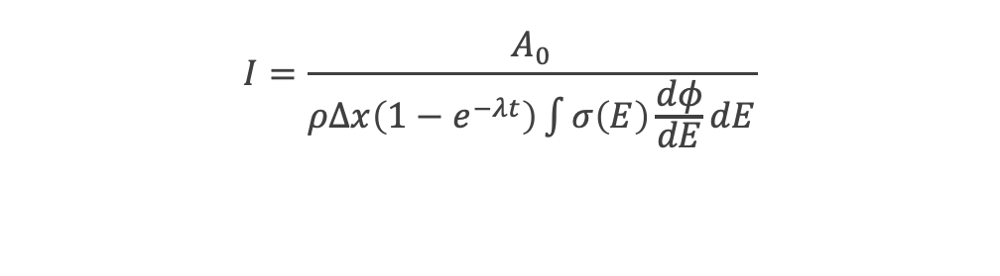 I = A₀ / ρΔx(1 − e^{−λt}) ∫ σ(E) dϕ/dE dE